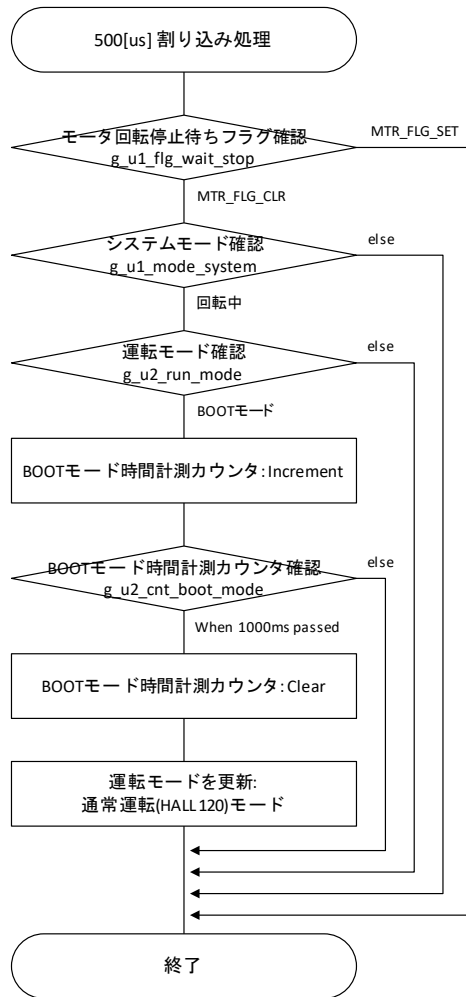 500[us] 割り込み処理
モータ回転停止待ちフラグ確認
g_u1_flg_wait_stop
MTR_FLG_SET
MTR_FLG_CLR
システムモード確認
g_u1_mode_system
else
回転中
運転モード確認
g_u2_run_mode
else
BOOTモード
BOOTモード時間計測カウンタ: Increment
BOOTモード時間計測カウンタ確認
g_u2_cnt_boot_mode
else
When 1000ms passed
BOOTモード時間計測カウンタ: Clear
運転モードを更新:
通常運転(HALL 120)モード
終了